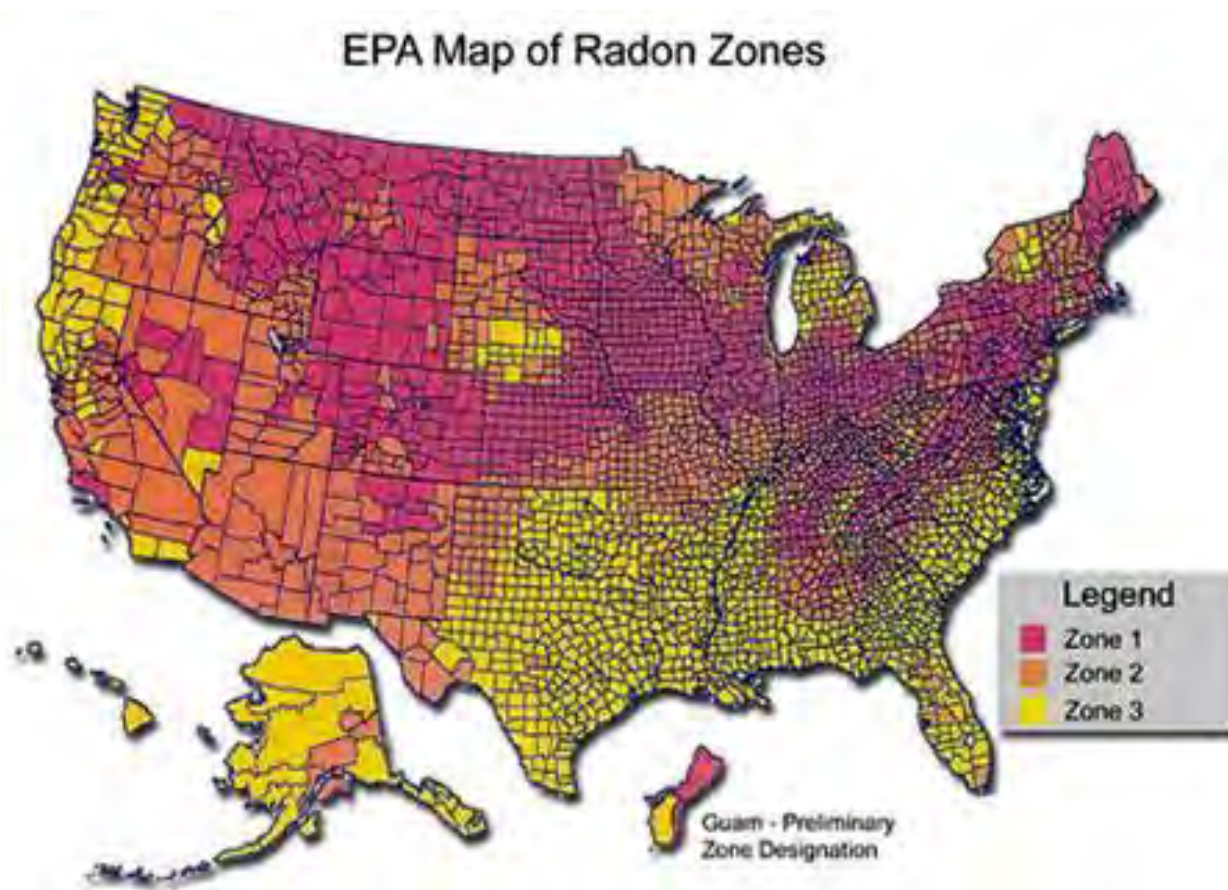 EPA Map of Radon Zones
Legend
Zone 1
Zone 2
Zone 3
Guam - Preliminary
Zone Designation